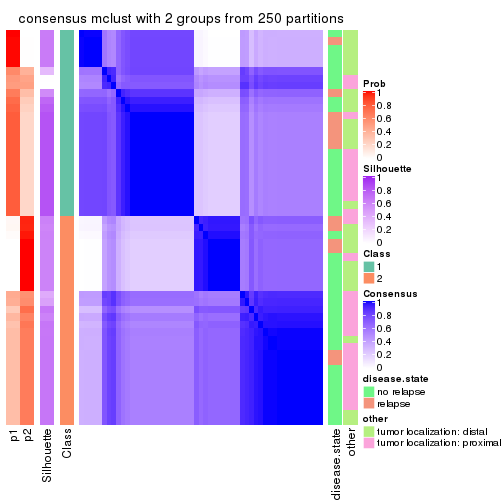 consensus mclust with 2 groups from 250 partitions
Prob
1
0.8
0.6
0.4
0.2
0
Silhouette
1
0.8
0.6
0.4
0.2
0
Class
1
2
Consensus
1
0.8
0.6
0.4
0.2
0
disease.state
no relapse
relapse
other
tumor localization: distal
tumor localization: proximal
p1
p2
Silhouette
Class
disease.state
other